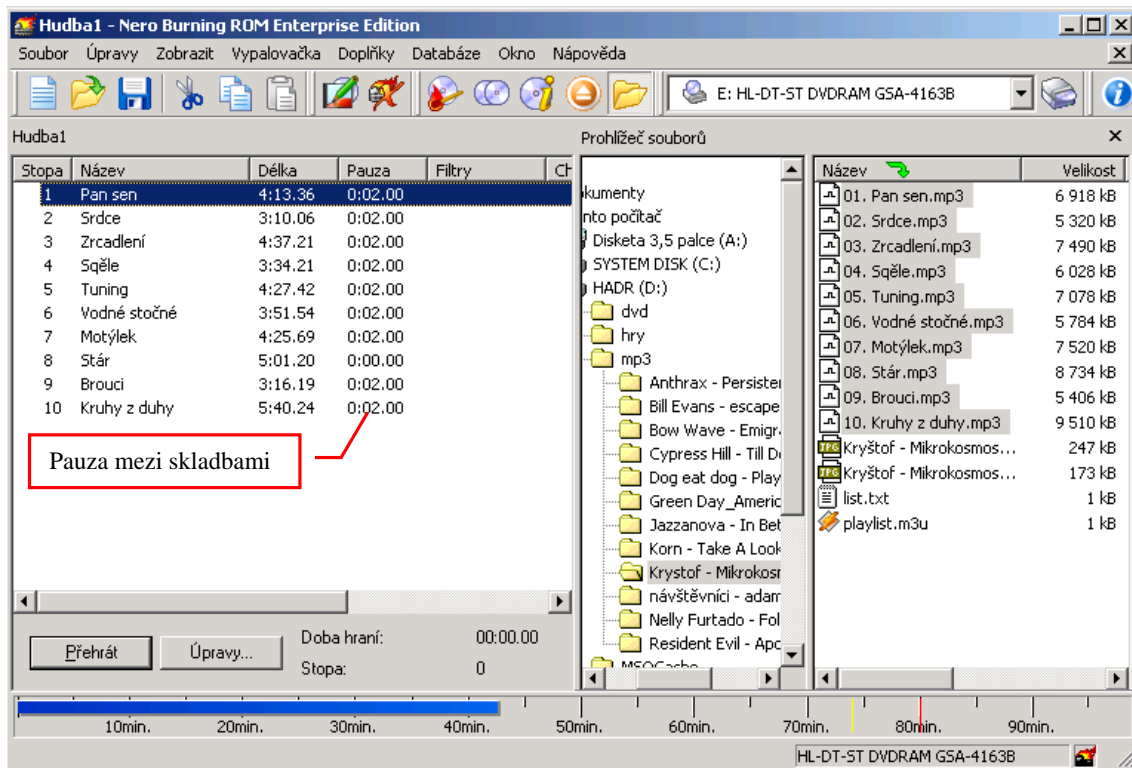 Hudba1 - Nero Burning ROM Enterprise Edition
Soubor Úpravy Zobrazit Vypalovačka Doplňky Databáze Okno Nápověda
E: HL-DT-ST DVDRAM GSA-4163B
Hudba1
Stopa Název Délka Pauza Filtry CH
1 Pan sen 4:13.36 0:02.00
2 Srdce 3:10.06 0:02.00
3 Zrcadlení 4:37.21 0:02.00
4 Sqěle 3:34.21 0:02.00
5 Tuning 4:27.42 0:02.00
6 Vodné stočné 3:51.54 0:02.00
7 Motýlek 4:25.69 0:02.00
8 Stár 5:01.20 0:00.00
9 Brouci 3:16.19 0:02.00
10 Kruhy z duhy 5:40.24 0:02.00
Pauza mezi skladbami
Přehrát
Úpravy...
Doba hraní: 00:00.00
Stopa: 0
Prohlížeč souborů
kumenty
nto počítač
Disketa 3,5 palce (A:)
SYSTEM DISK (C:)
HADR (D:)
dvd
hry
mp3
Anthrax - Persister
Bill Evans - escape
Bow Wave - Emigr
Cypress Hill - Till D
Dog eat dog - Play
Green Day_Americ
Jazzanova - In Bet
Korn - Take A Look
Krystof - Mikrokosm
návštěvníci - adam
Nelly Furtado - Fol
Resident Evil - Apo
MSOCache
Název Velikost
01. Pan sen.mp3 6 918 kB
02. Srdce.mp3 5 320 kB
03. Zrcadlení.mp3 7 490 kB
04. Sqěle.mp3 6 028 kB
05. Tuning.mp3 7 078 kB
06. Vodné stočné.mp3 5 784 kB
07. Motýlek.mp3 7 520 kB
08. Stár.mp3 8 734 kB
09. Brouci.mp3 5 406 kB
10. Kruhy z duhy.mp3 9 510 kB
Kryštof - Mikrokosmos... 247 kB
Kryštof - Mikrokosmos... 173 kB
list.txt 1 kB
playlist.m3u 1 kB
10min. 20min. 30min. 40min. 50min. 60min. 70min. 80min. 90min.
HL-DT-ST DVDRAM GSA-4163B